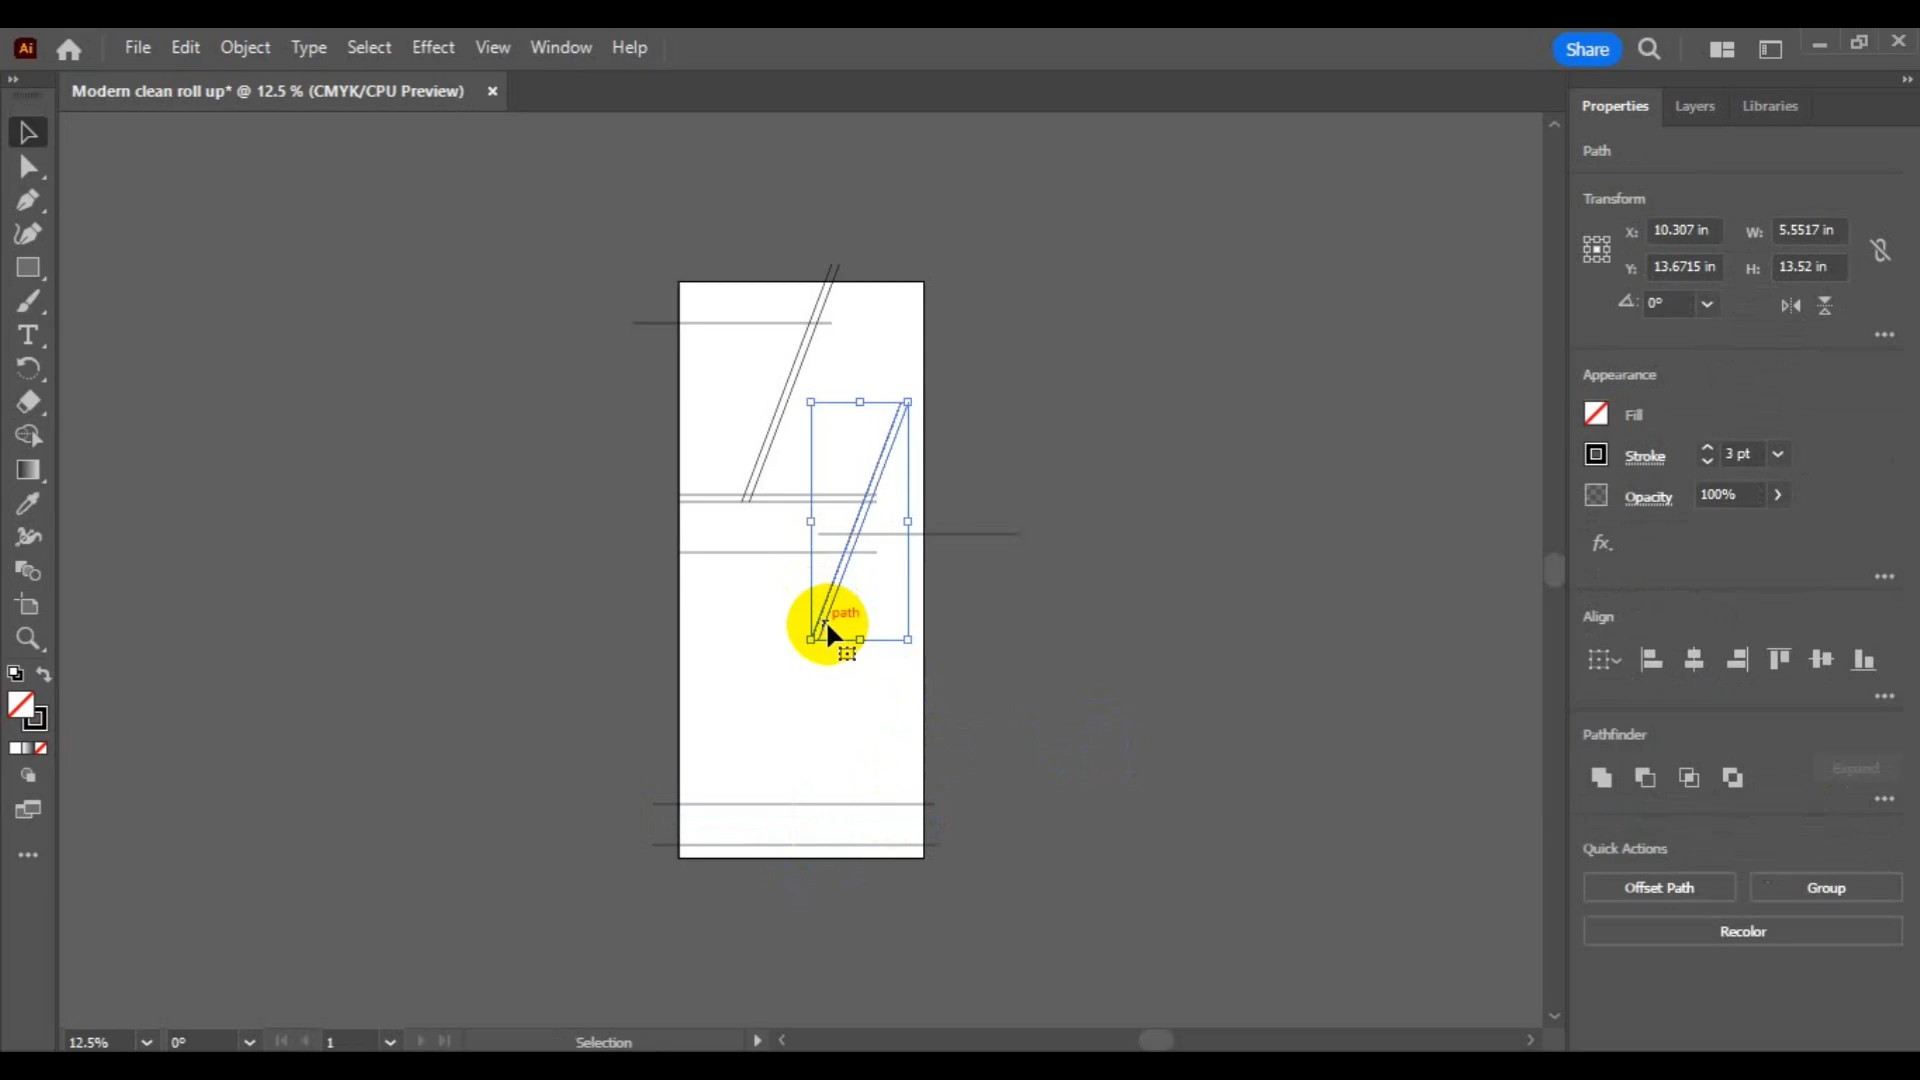 Ai
File Edit Object Type Select Effect View Window Help
Share
Modern clean roll up* @ 12.5 % (CMYK/CPU Preview)
Properties Layers Libraries
Path
Transform
X: 10.307 in W: 5.5517 in
Y: 13.6715 in H: 13.52 in
0°
Appearance
Fill
Stroke 3 pt
Opacity 100%
fx.
path
Align
Pathfinder
Expand
Quick Actions
Offset Path Group
Recolor
12.5% 0° 1 Selection